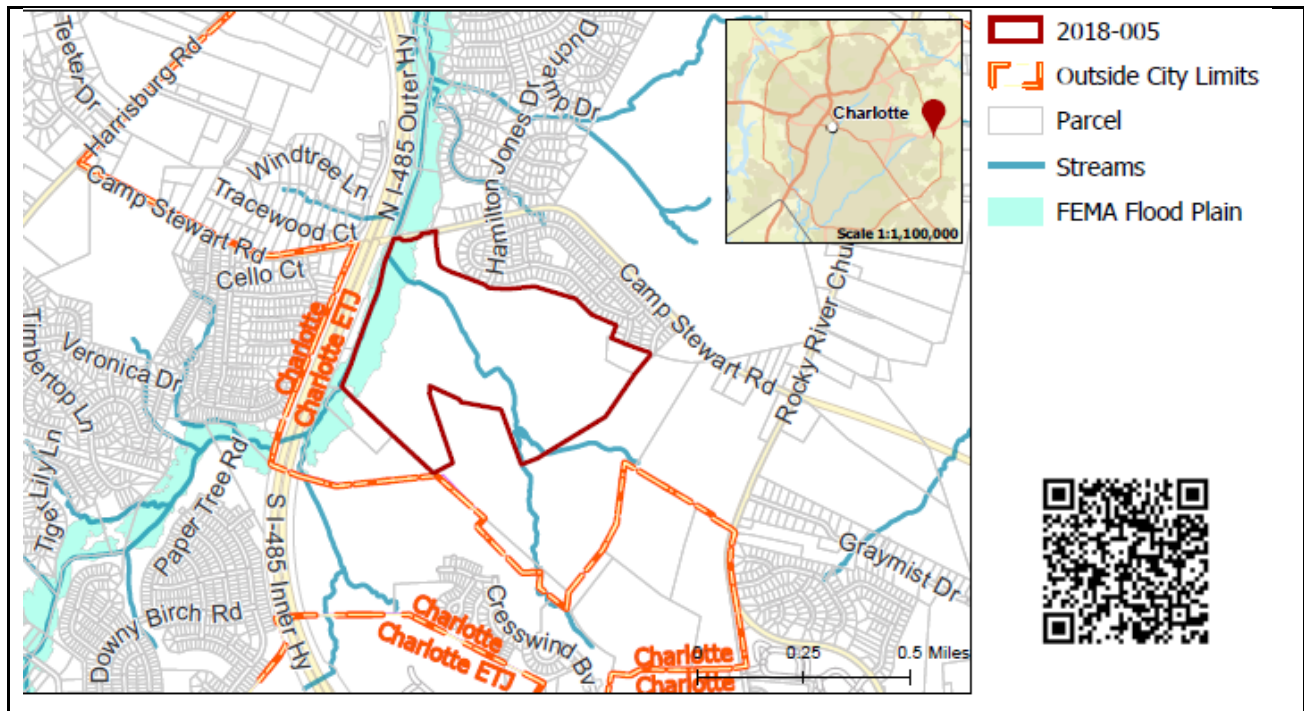 Teeter Dr
Harrisburg Rd
Duchamp Dr
N I-485 Outer Hy
Hamilton Jones Dr
Windtree Ln
Tracewood Ct
Camp Stewart Rd
Cello Ct
Charlotte
Charlotte ETJ
Camp Stewart Rd
Rocky River Chu
Timbertop Ln
Veronica Dr
Tiger Lily Ln
Paper Tree Rd
S I-485 Inner Hy
Downy Birch Rd
Graymist Dr
Cresswind Bv
Charlotte
Charlotte ETJ
Charlotte
Charlotte
0 0.25 0.5 Miles
Charlotte
Scale 1:1,100,000
2018-005
Outside City Limits
Parcel
Streams
FEMA Flood Plain